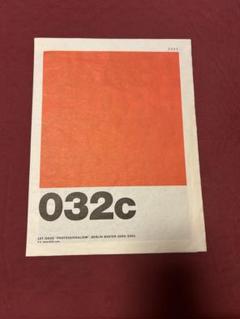 032c
1ST ISSUE "PROFESSIONALISM", BERLIN WINTER 2000/2001